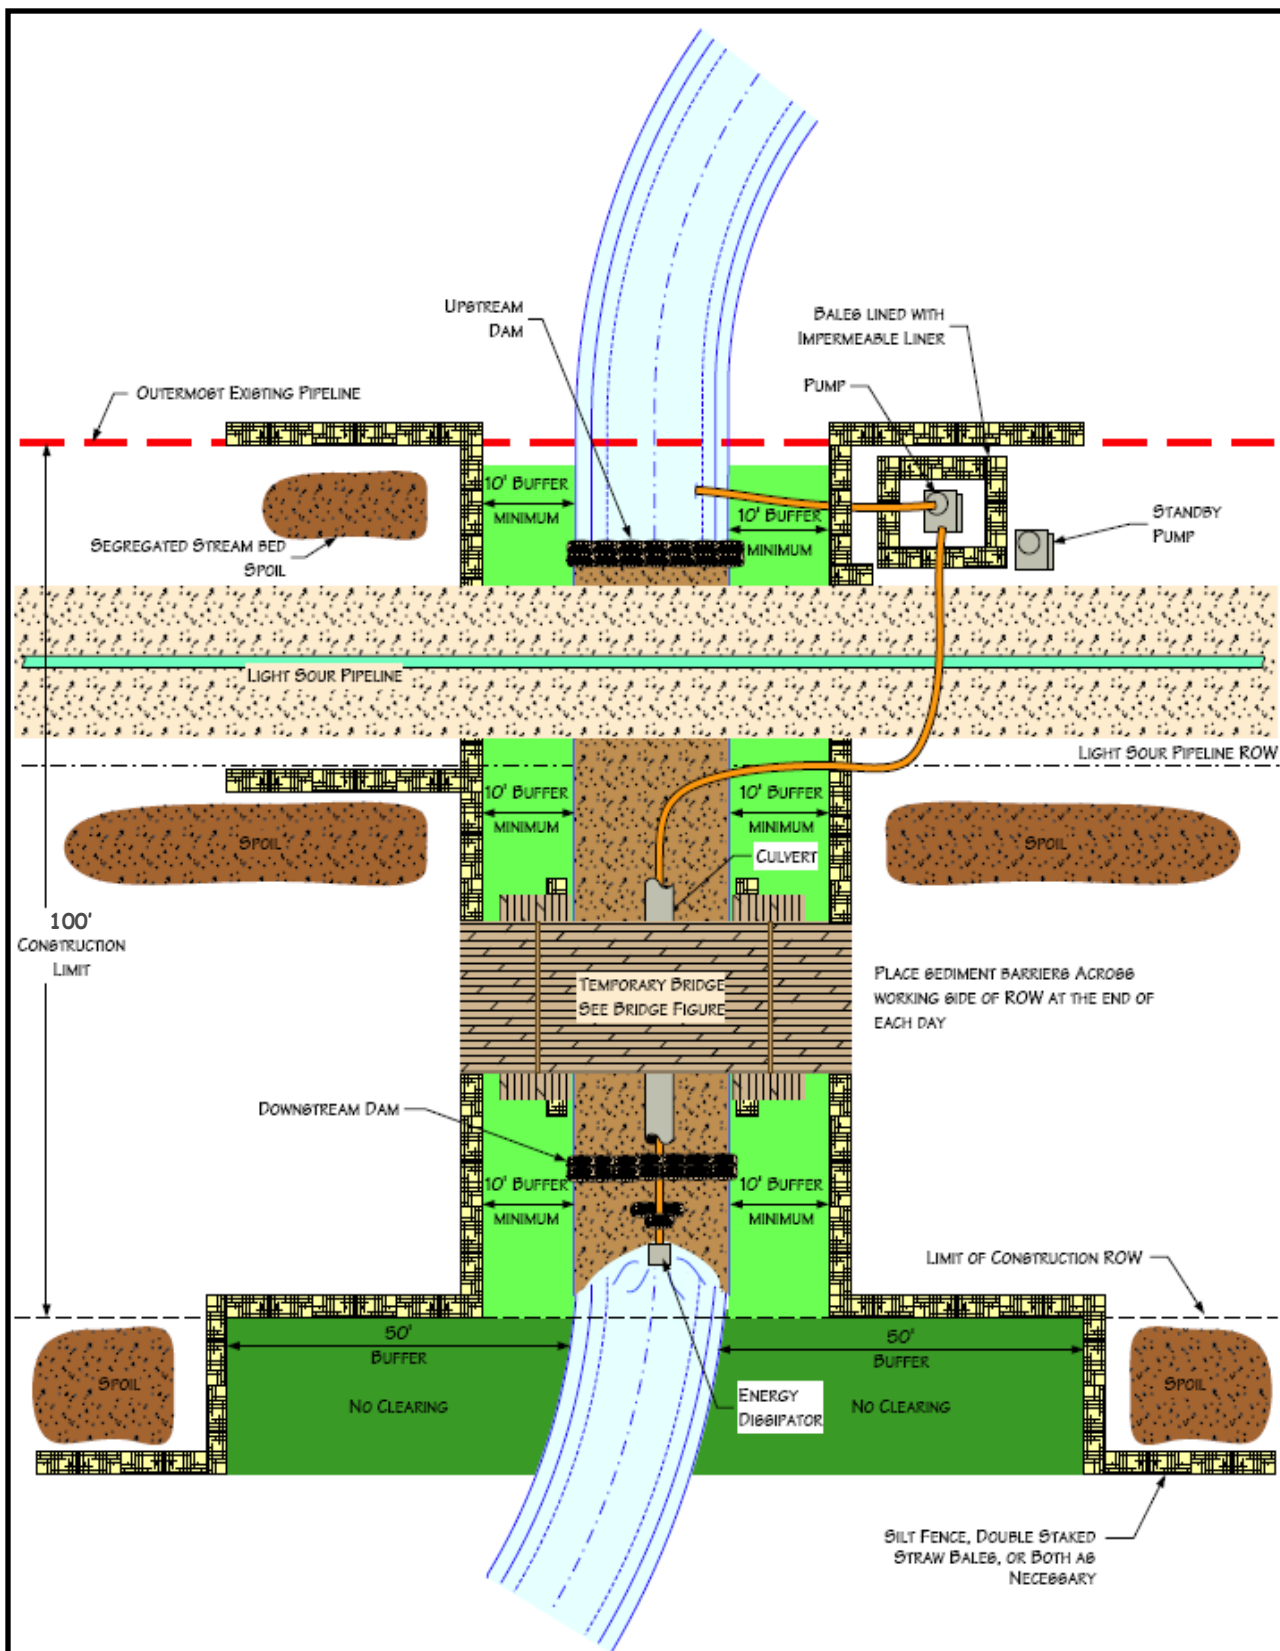 UPSTREAM
DAM
BALES LINED WITH
IMPERMEABLE LINER
PUMP
OUTERMOST EXISTING PIPELINE
10' BUFFER
MINIMUM
10' BUFFER
MINIMUM
STANDBY
PUMP
SEGREGATED STREAM BED
SPOIL
LIGHT SOUR PIPELINE
LIGHT SOUR PIPELINE ROW
10' BUFFER
MINIMUM
10' BUFFER
MINIMUM
SPOIL
SPOIL
CULVERT
100'
CONSTRUCTION
LIMIT
TEMPORARY BRIDGE
SEE BRIDGE FIGURE
PLACE SEDIMENT BARRIERS ACROSS
WORKING SIDE OF ROW AT THE END OF
EACH DAY
DOWNSTREAM DAM
10' BUFFER
MINIMUM
10' BUFFER
MINIMUM
LIMIT OF CONSTRUCTION ROW
50'
BUFFER
50'
BUFFER
SPOIL
SPOIL
NO CLEARING
NO CLEARING
ENERGY
DISSIPATOR
SILT FENCE, DOUBLE STAKED
STRAW BALES, OR BOTH AS
NECESSARY